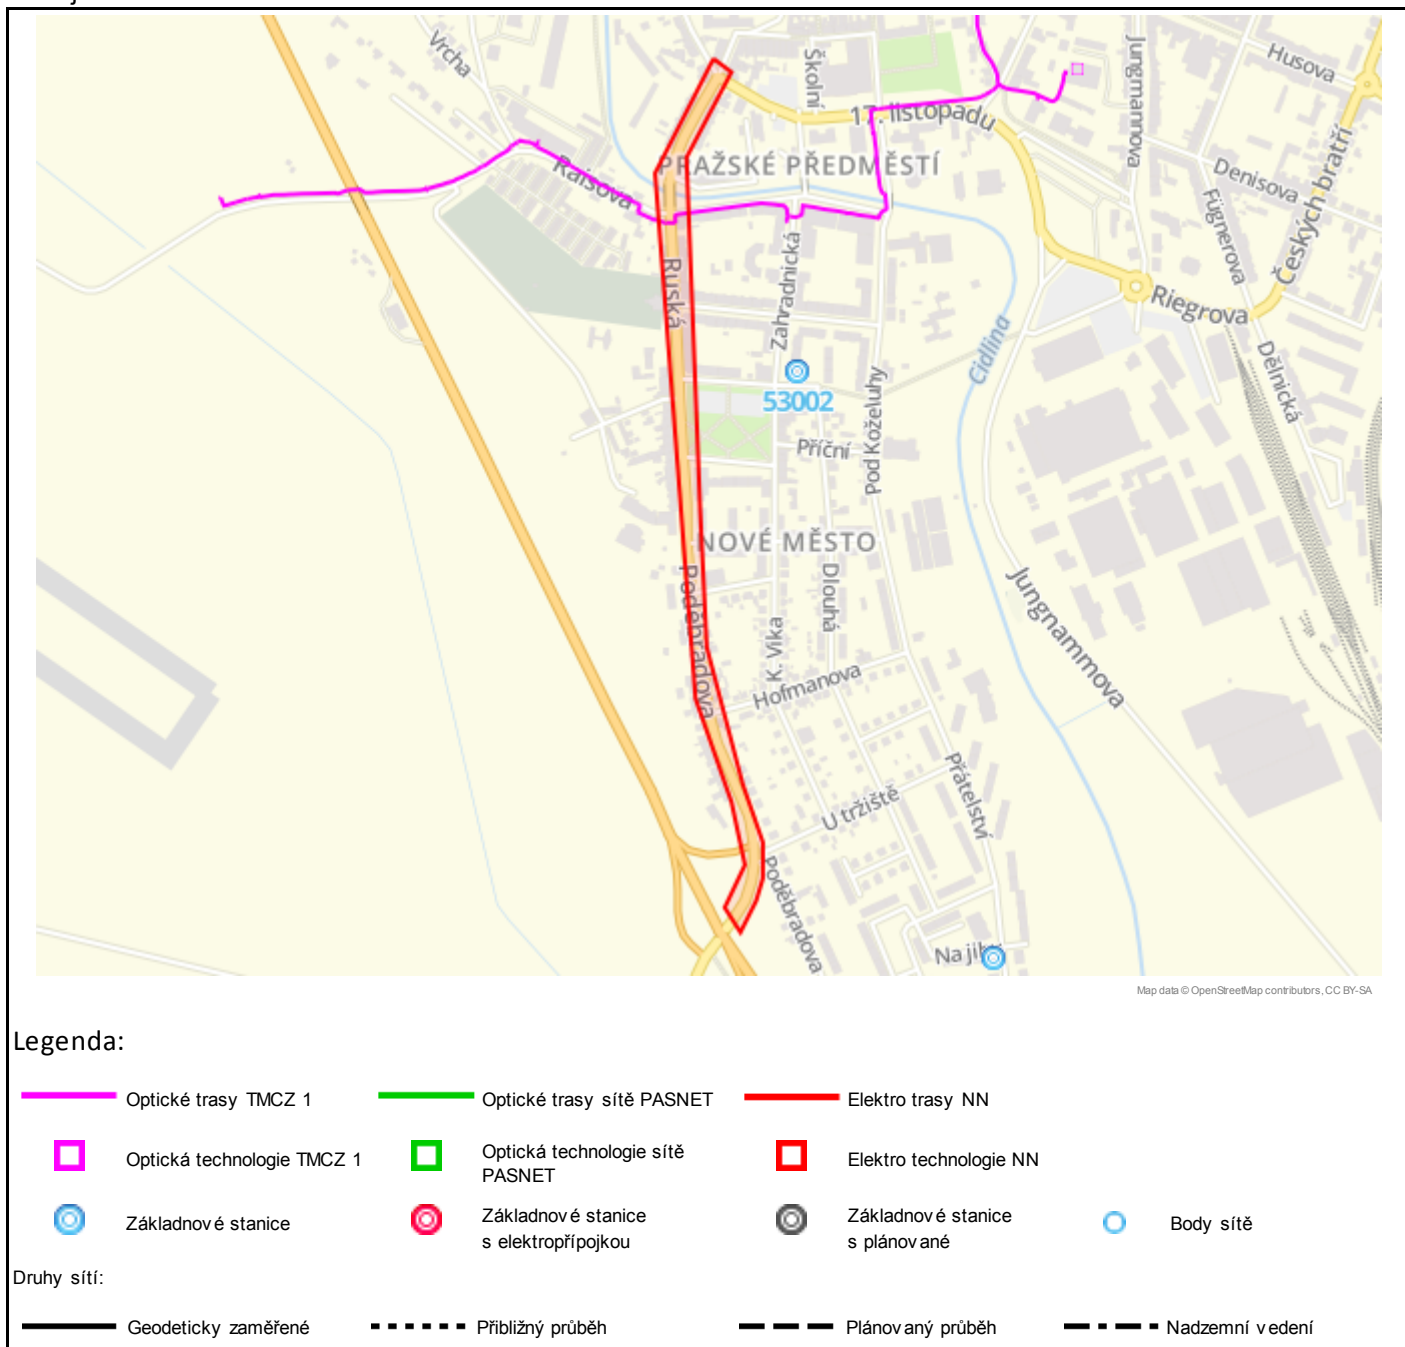 Vrcha
Školní
Jungmannova
Husova
17. listopadu
Českých bratří
PRAŽSKÉ PŘEDMĚSTÍ
Raisova
Denisova
Fügnerova
Ruská
Zahradnická
Riegrova
Cidlina
Dělnická
53002
Pod Koželuhy
Příční
NOVÉ MĚSTO
Poděbradova
Dlouhá
K. Vika
Jungnammova
Hofmanova
U tržiště
Přátelství
Poděbradova
Na jihu
Map data © OpenStreetMap contributors, CC BY-SA
Legenda:
Optické trasy TMCZ 1
Optické trasy sítě PASNET
Elektro trasy NN
Optická technologie TMCZ 1
Optická technologie sítě
PASNET
Elektro technologie NN
Základnové stanice
Základnové stanice
s elektropřípojkou
Základnové stanice
s plánované
Body sítě
Druhy sítí:
Geodeticky zaměřené
Přibližný průběh
Plánovaný průběh
Nadzemní vedení